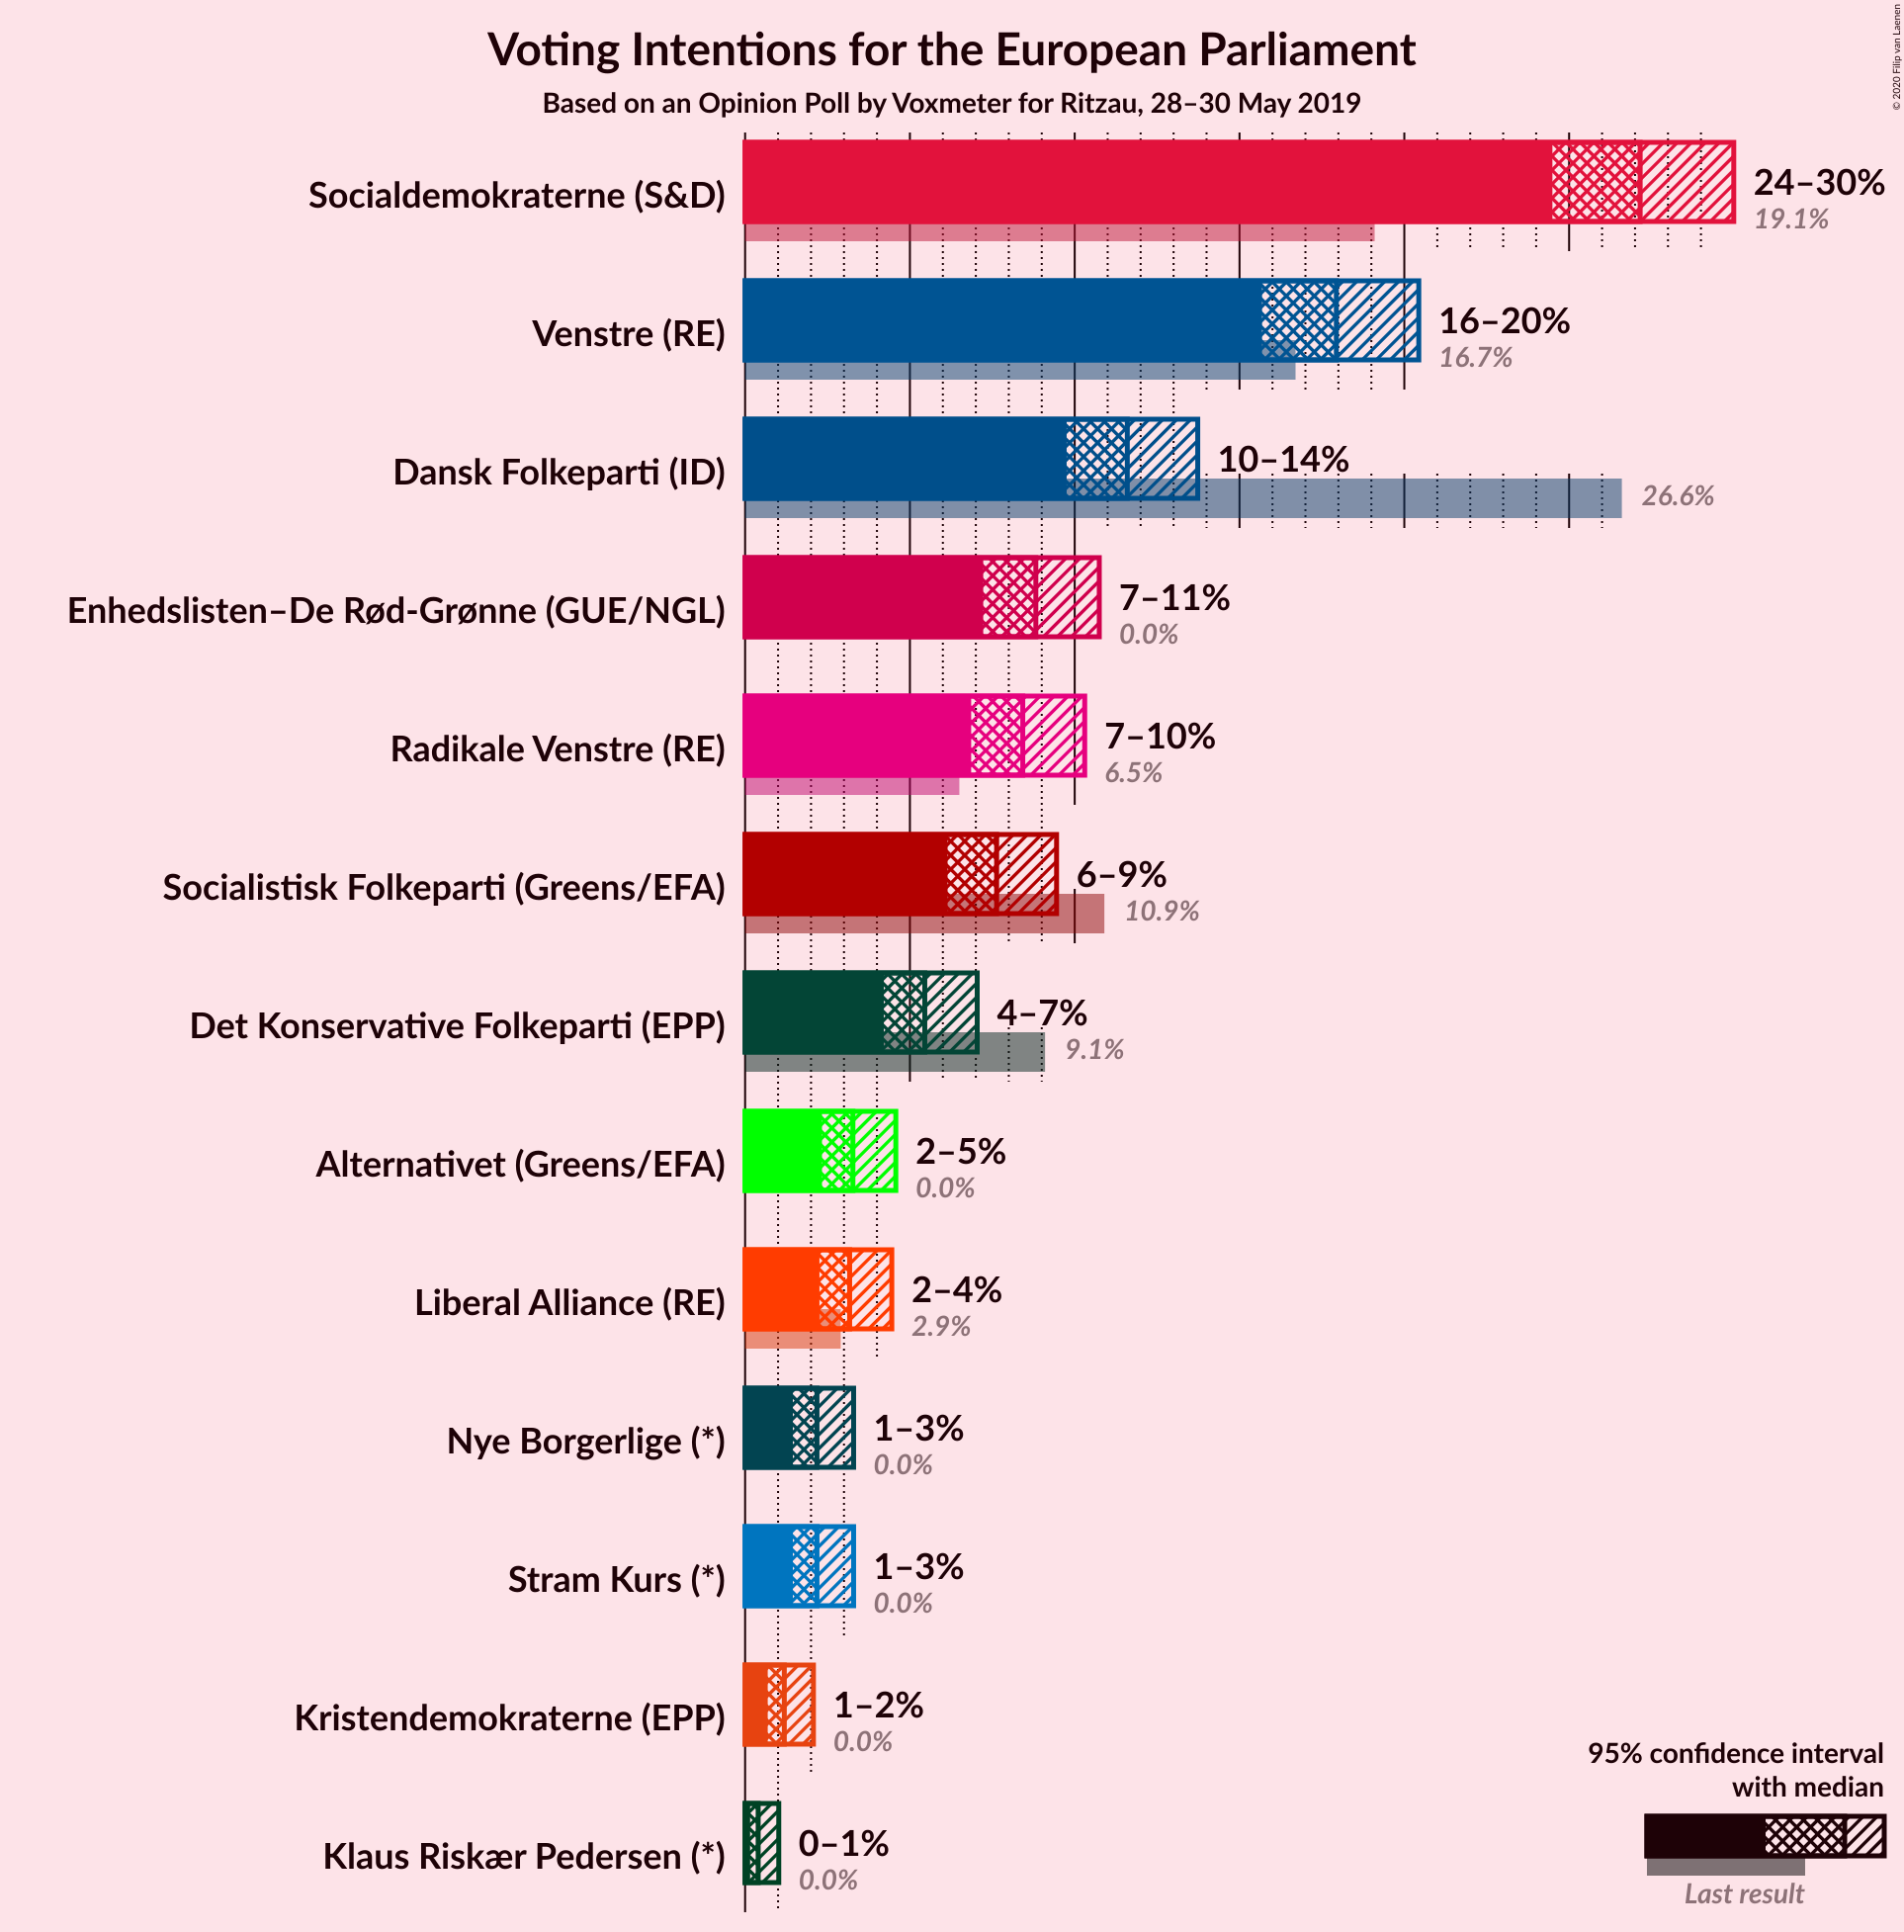 Voting Intentions for the European Parliament
Based on an Opinion Poll by Voxmeter for Ritzau, 28–30 May 2019
© 2020 Filip van Laenen
Socialdemokraterne (S&D)
24–30%
19.1%
Venstre (RE)
16–20%
16.7%
Dansk Folkeparti (ID)
10–14%
26.6%
Enhedslisten–De Rød-Grønne (GUE/NGL)
7–11%
0.0%
Radikale Venstre (RE)
7–10%
6.5%
Socialistisk Folkeparti (Greens/EFA)
6–9%
10.9%
Det Konservative Folkeparti (EPP)
4–7%
9.1%
Alternativet (Greens/EFA)
2–5%
0.0%
Liberal Alliance (RE)
2–4%
2.9%
Nye Borgerlige (*)
1–3%
0.0%
Stram Kurs (*)
1–3%
0.0%
Kristendemokraterne (EPP)
1–2%
0.0%
Klaus Riskær Pedersen (*)
0–1%
0.0%
95% confidence interval
with median
Last result